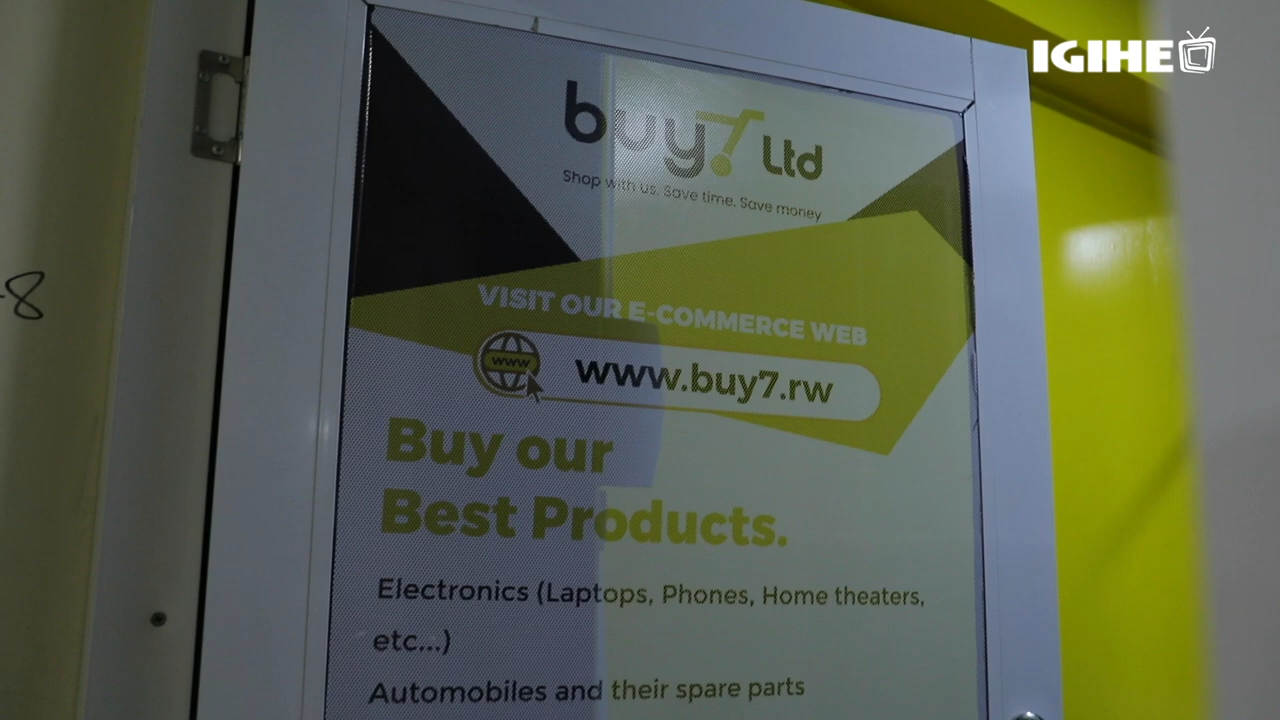 IGIHE
buy7 Ltd
Shop with us. Save time. Save money
VISIT OUR E-COMMERCE WEB
www
www.buy7.rw
Buy our
Best Products.
Electronics (Laptops, Phones, Home theaters,
etc...)
Automobiles and their spare parts
-8